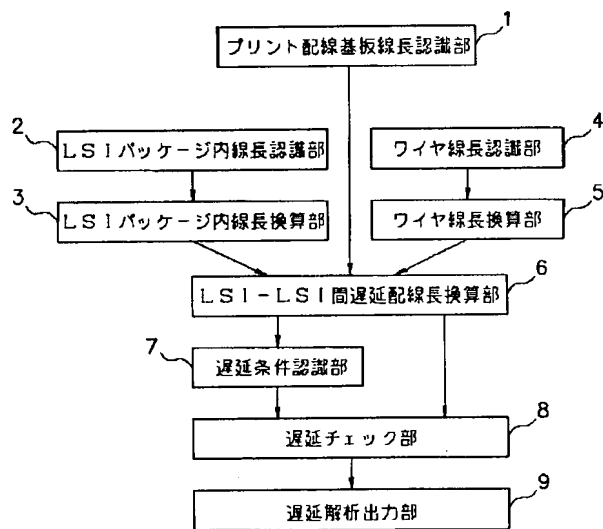 1
プリント配線基板線長認識部
2
LSIパッケージ内線長認識部
4
ワイヤ線長認識部
3
LSIパッケージ内線長換算部
5
ワイヤ線長換算部
6
LSI-LSI間遅延配線長換算部
7
遅延条件認識部
8
遅延チェック部
9
遅延解析出力部